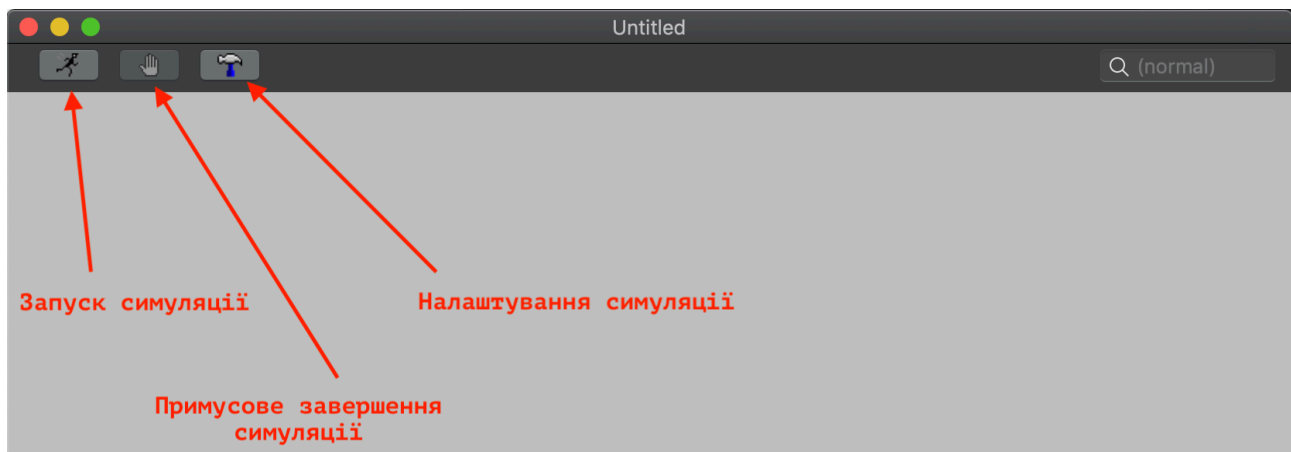 Untitled
(normal)
Запуск симуляції
Налаштування симуляції
Примусове завершення
симуляції